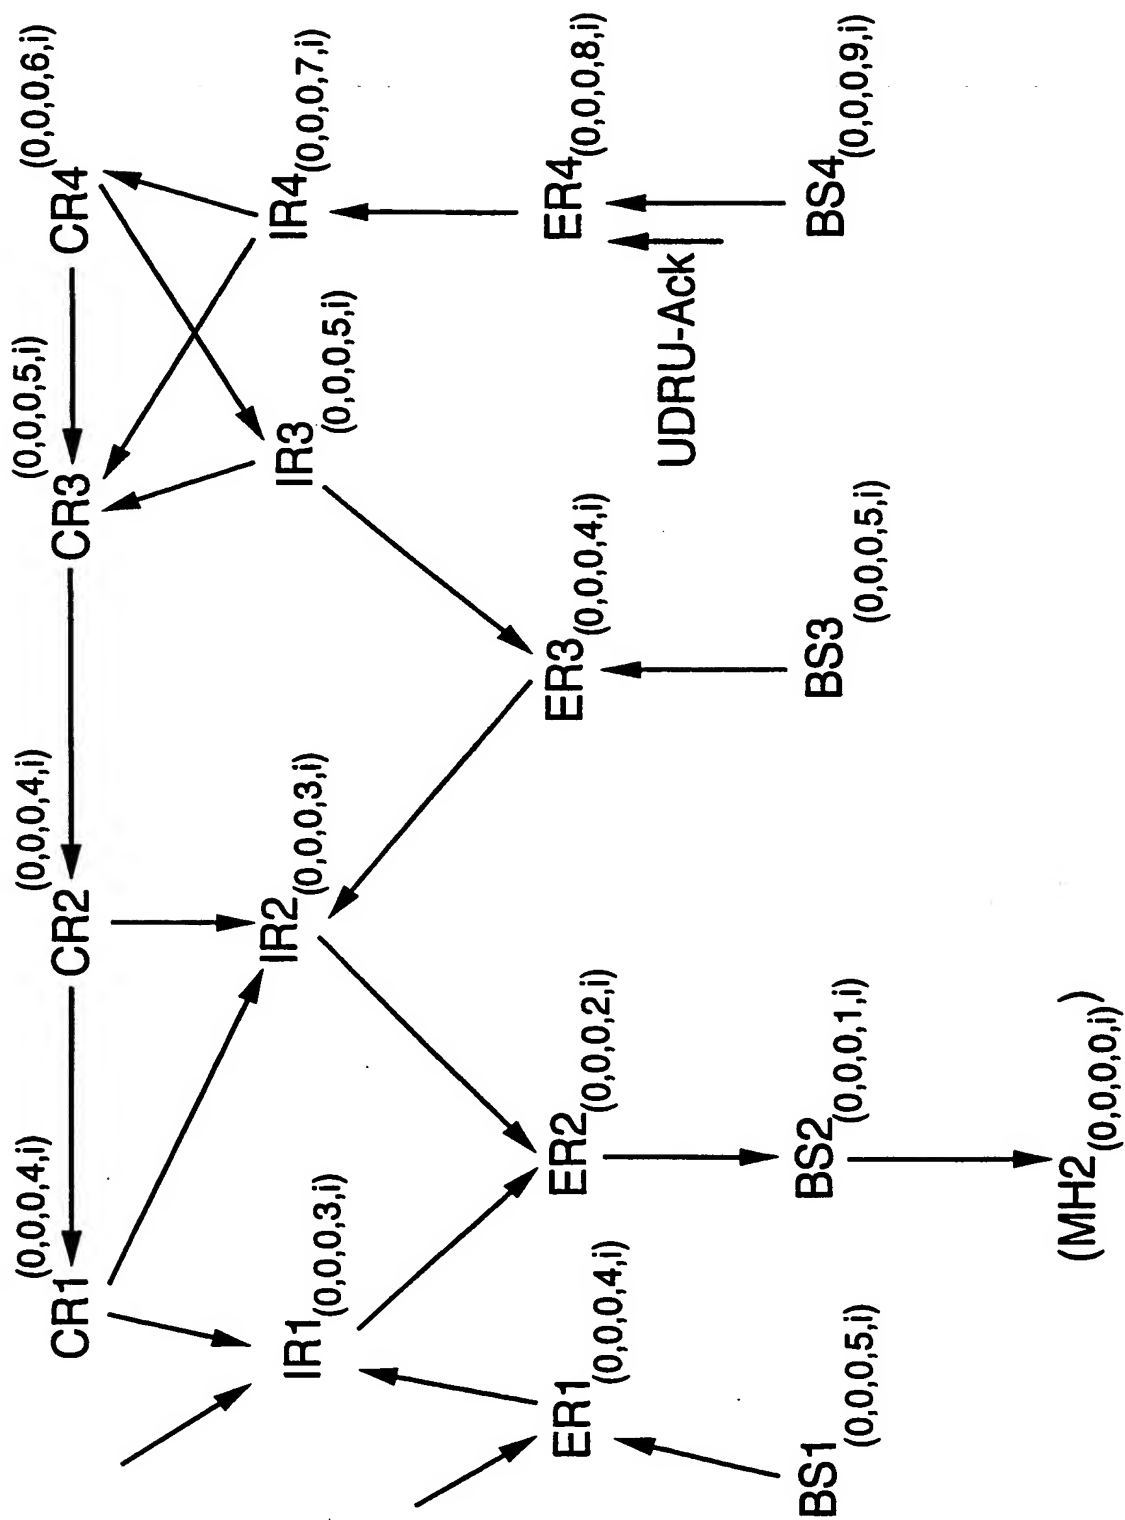 CR1(0,0,0,4,i)
CR2(0,0,0,4,i)
CR3(0,0,0,5,i)
CR4(0,0,0,6,i)
IR1(0,0,0,3,i)
IR2(0,0,0,3,i)
IR3(0,0,0,5,i)
IR4(0,0,0,7,i)
ER1(0,0,0,4,i)
ER2(0,0,0,2,i)
ER3(0,0,0,4,i)
ER4(0,0,0,8,i)
UDRU-Ack
BS1(0,0,0,5,i)
BS2(0,0,0,1,i)
BS3(0,0,0,5,i)
BS4(0,0,0,9,i)
(MH2(0,0,0,0,i))